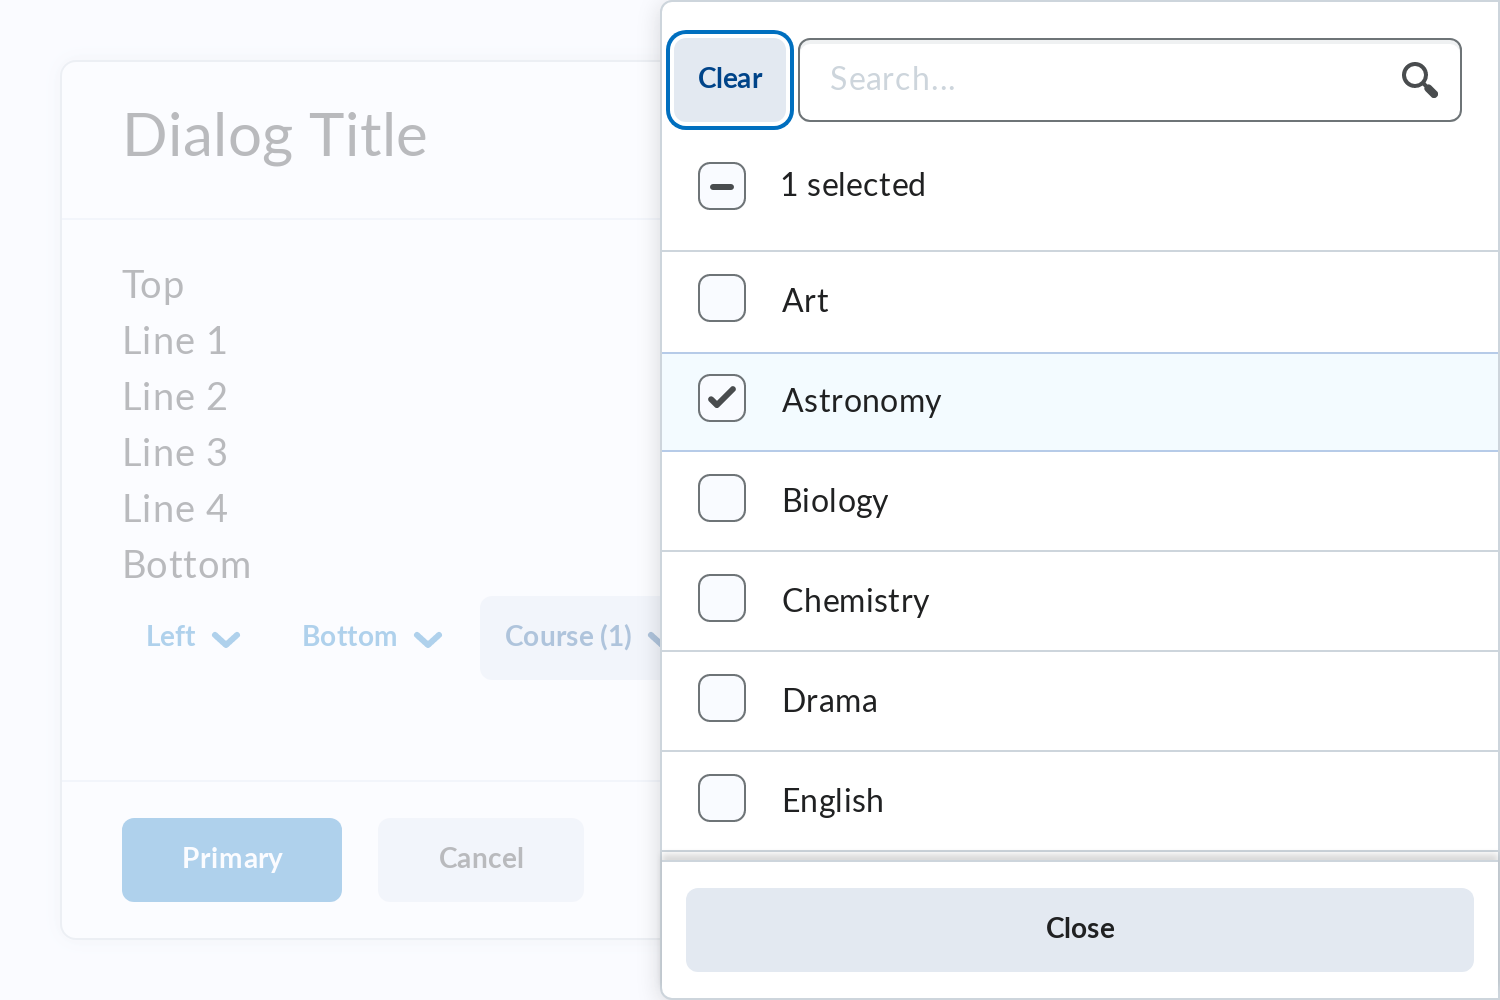 Dialog Title
Top
Line 1
Line 2
Line 3
Line 4
Bottom
Left
Bottom
Course (1)
Primary
Cancel
Clear
Search...
1 selected
Art
Astronomy
Biology
Chemistry
Drama
English
Close